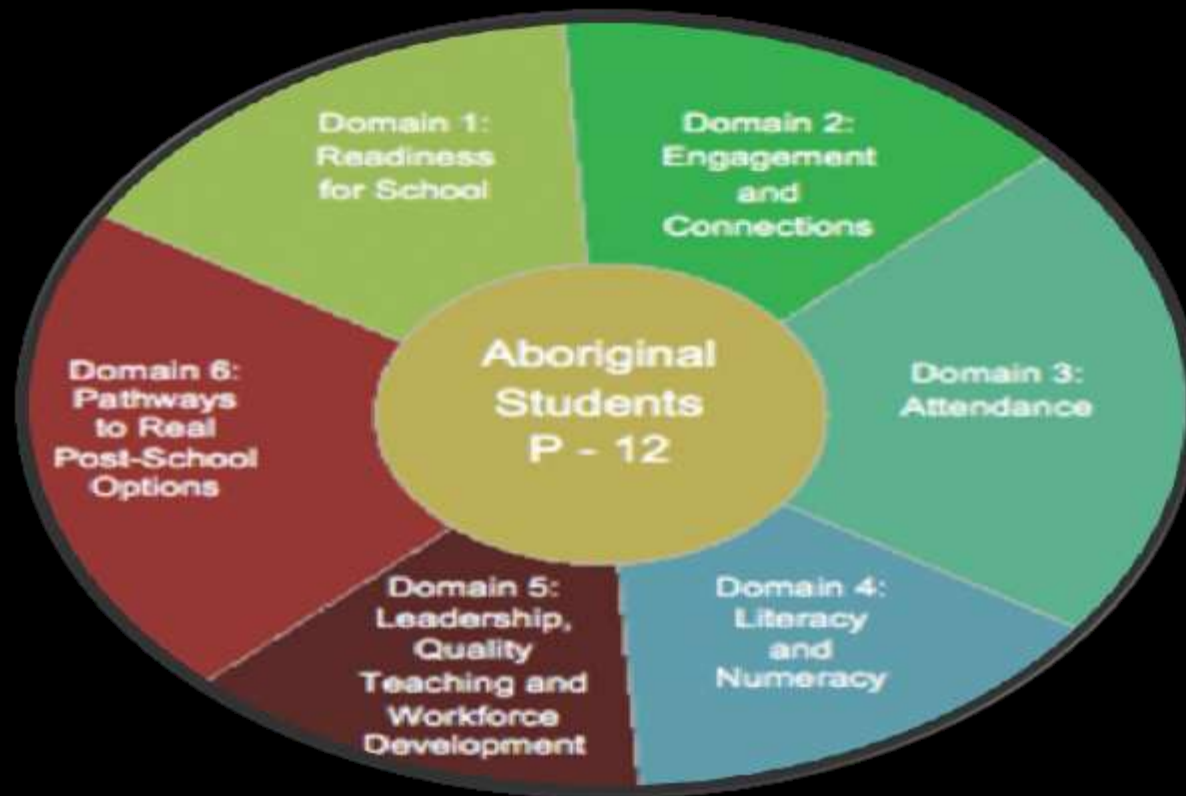 Domain 1:
Readiness
for School
Domain 2:
Engagement
and
Connections
Domain 3:
Attendance
Domain 4:
Literacy
and
Numeracy
Domain 5:
Leadership,
Quality
Teaching and
Workforce
Development
Domain 6:
Pathways
to Real
Post-School
Options
Aboriginal
Students
P - 12